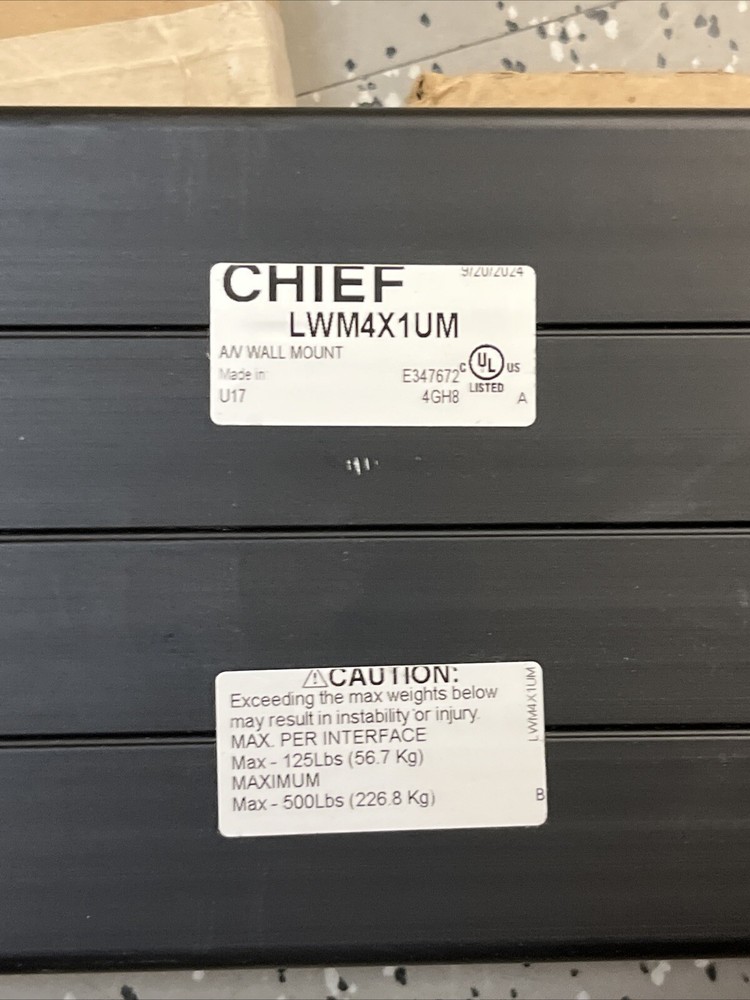 CHIEF
9/20/2024
LWM4X1UM
A/V WALL MOUNT
Made in
U17
E347672
4GH8
C UL US
LISTED
A
⚠CAUTION:
Exceeding the max weights below
may result in instability or injury.
MAX. PER INTERFACE
Max - 125Lbs (56.7 Kg)
MAXIMUM
Max - 500Lbs (226.8 Kg)
LWM4X1UM
B